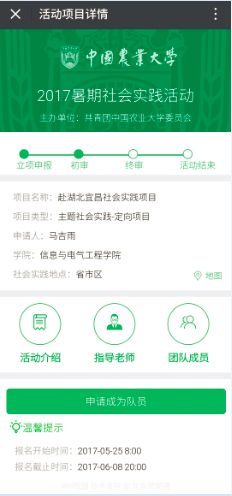 活动项目详情
中国农业大学
2017暑期社会实践活动
主办单位：共青团中国农业大学委员会
立项申报 初审 终审 活动结束
项目名称：赴湖北宜昌社会实践项目
项目类型：主题社会实践-定向项目
申请人：马吉雨
学院：信息与电气工程学院
社会实践地点：省市区 地图
活动介绍 指导老师 团队成员
申请成为队员
温馨提示
报名开始时间：2017-05-25 8:00
报名截止时间：2017-06-08 20:00